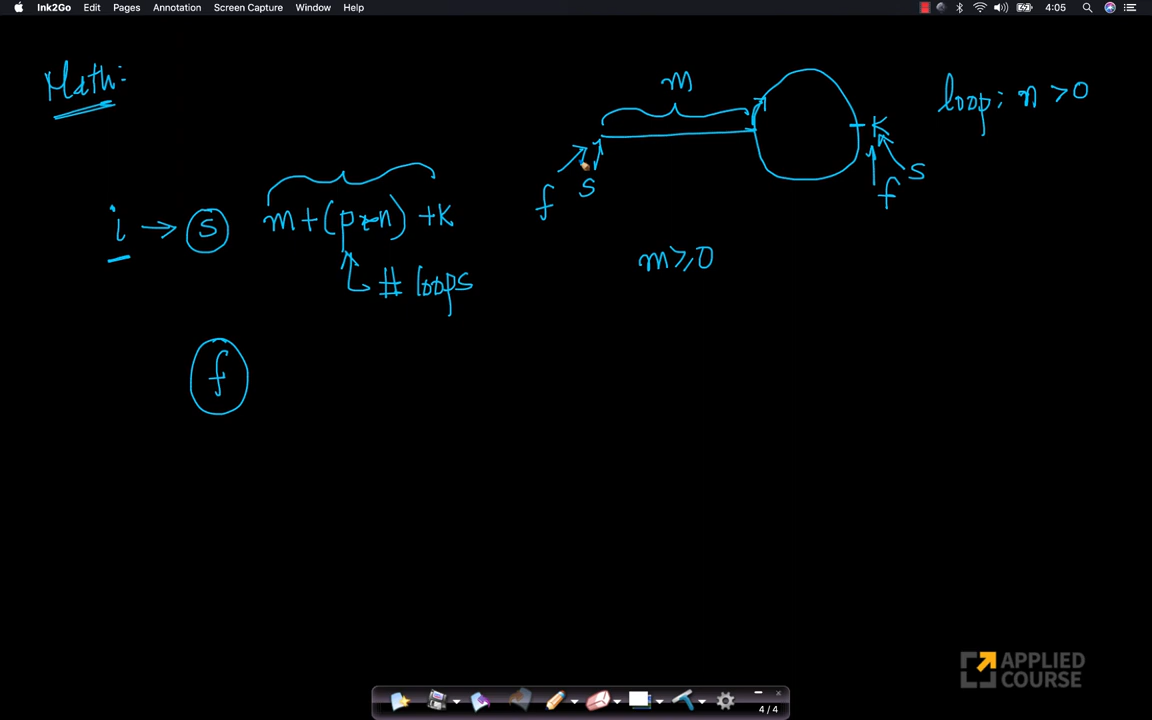 Ink2Go Edit Pages Annotation Screen Capture Window Help 4:05
Math:
m
loop: n >0
K
f
s
f
s
i → s m+(p*n) +K
# loops
m≥0
f
4/4
APPLIED
COURSE